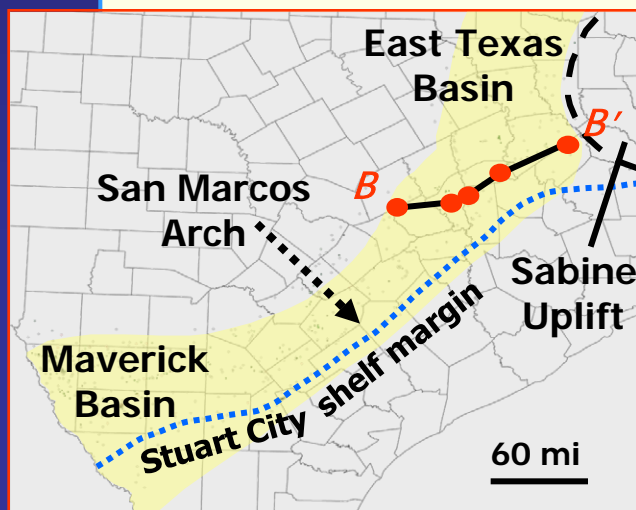 East Texas
Basin
B'
B
San Marcos
Arch
Sabine
Uplift
Maverick
Basin
Stuart City shelf margin
60 mi